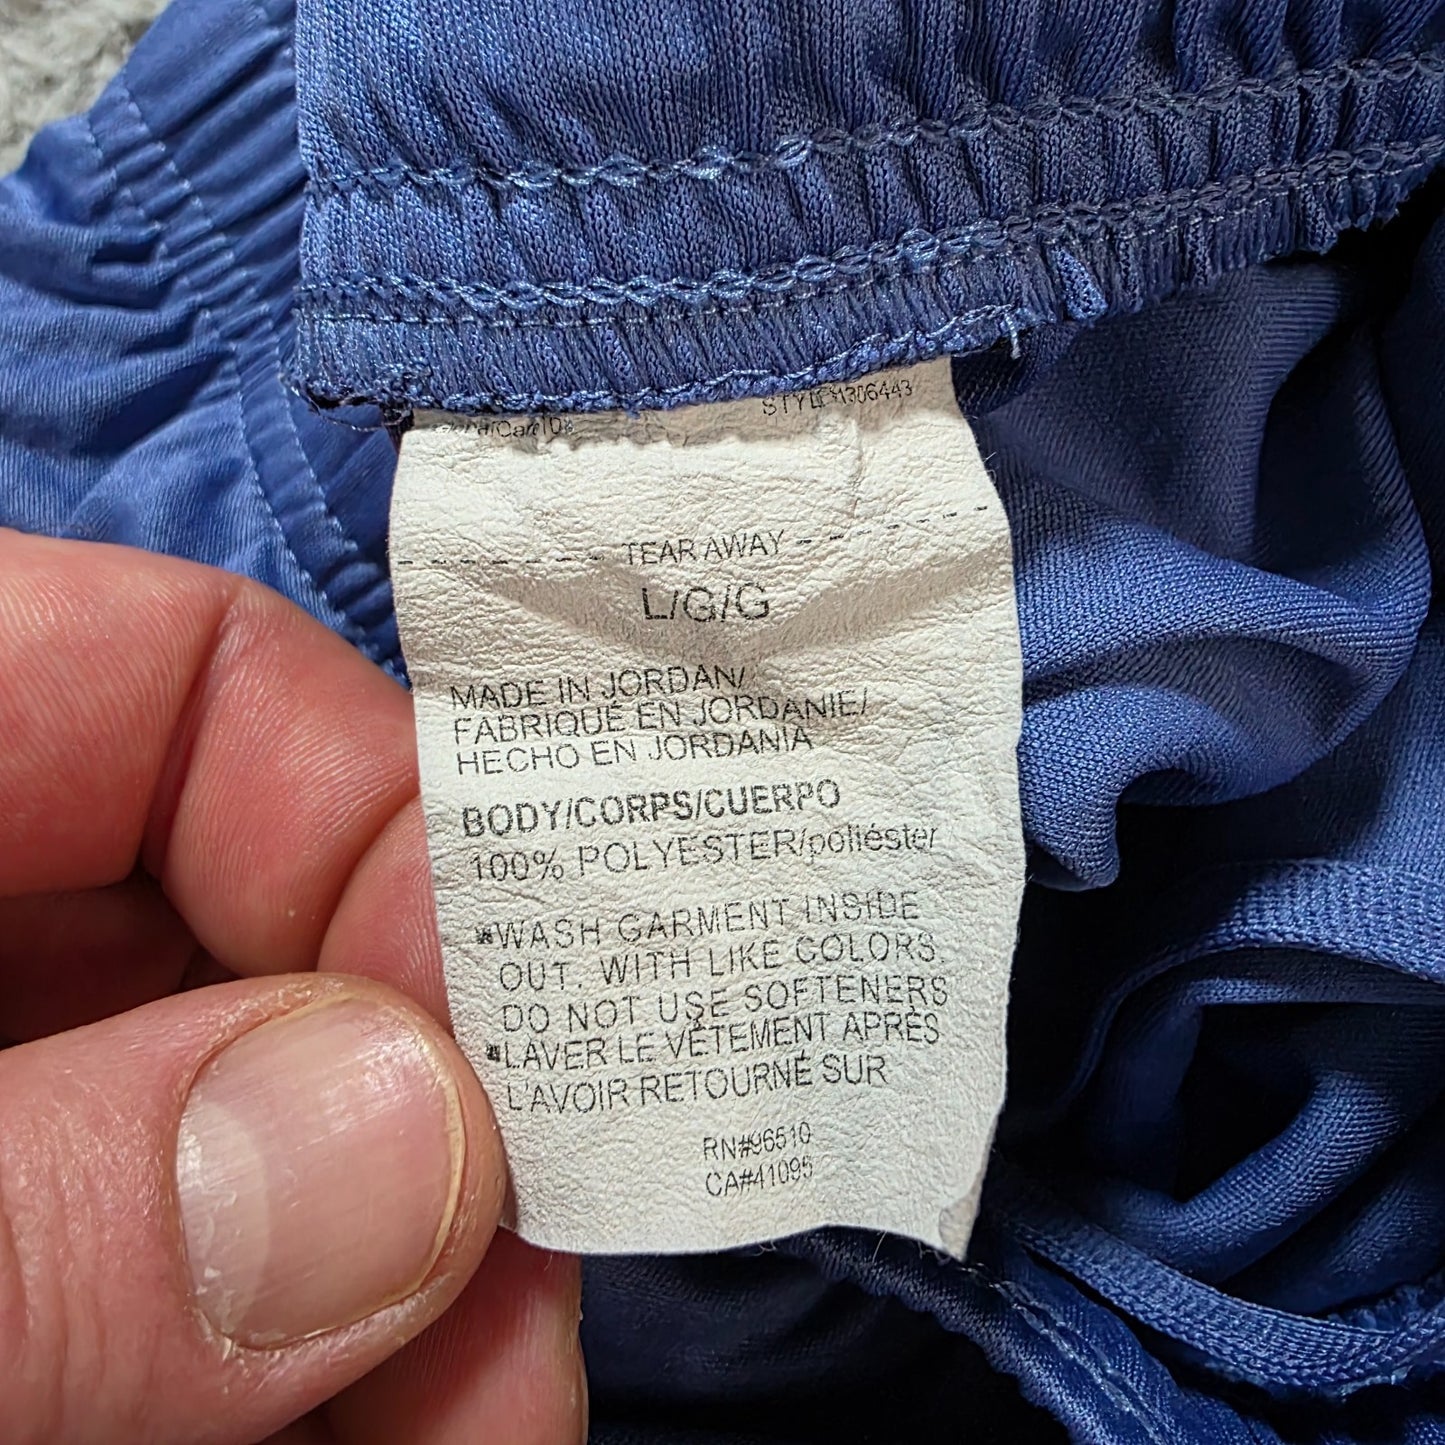 STYLE#1306443
TEAR AWAY
L/G/G
MADE IN JORDAN/
FABRIQUÉ EN JORDANIE/
HECHO EN JORDANIA
BODY/CORPS/CUERPO
100% POLYESTER/poliéster
*WASH GARMENT INSIDE
OUT. WITH LIKE COLORS.
DO NOT USE SOFTENERS
*LAVER LE VÊTEMENT APRÈS
L'AVOIR RETOURNÉ SUR
RN#96510
CA#41095